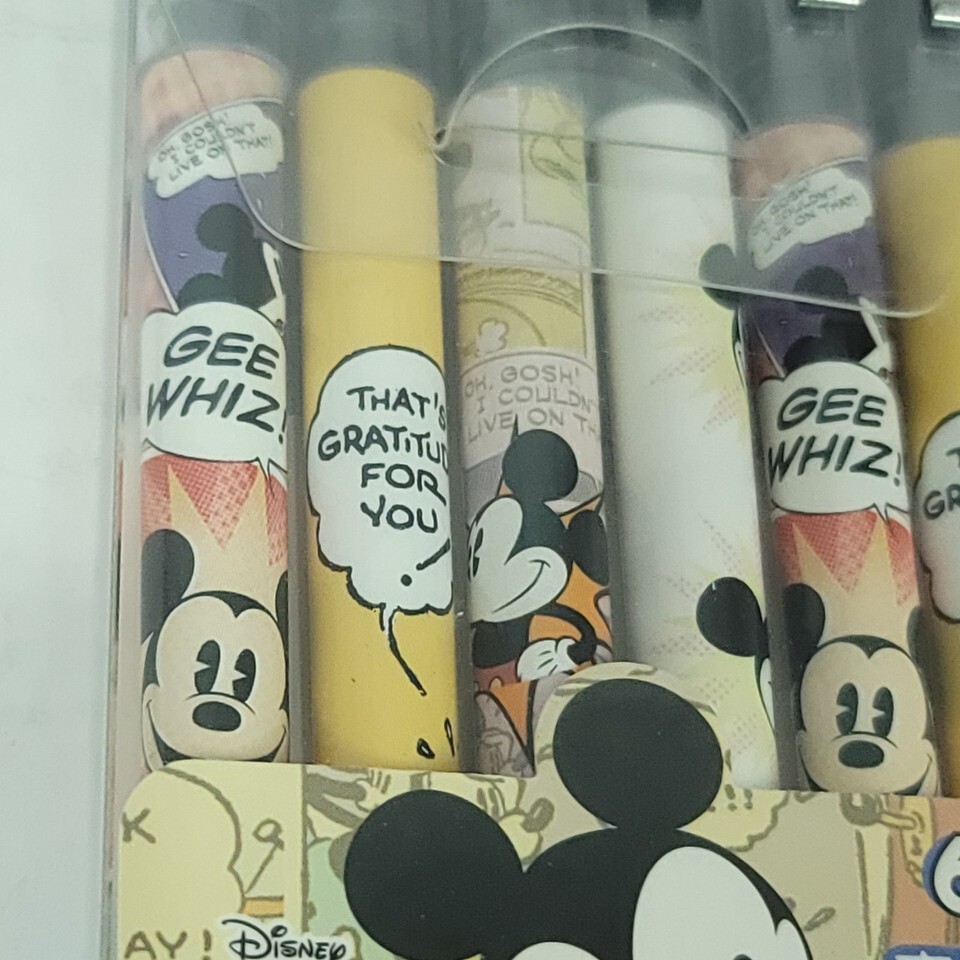 OH, GOSH!
I COULDN'T
LIVE ON THAT!
GEE
WHIZ!
THAT'S
GRATITUD
FOR
YOU
OH, GOSH!
I COULDN'
LIVE ON TH
OH, GOSH!
I COULDN'T
LIVE ON THAT!
GEE
WHIZ!
T
GR
K
AY!
DISNEY